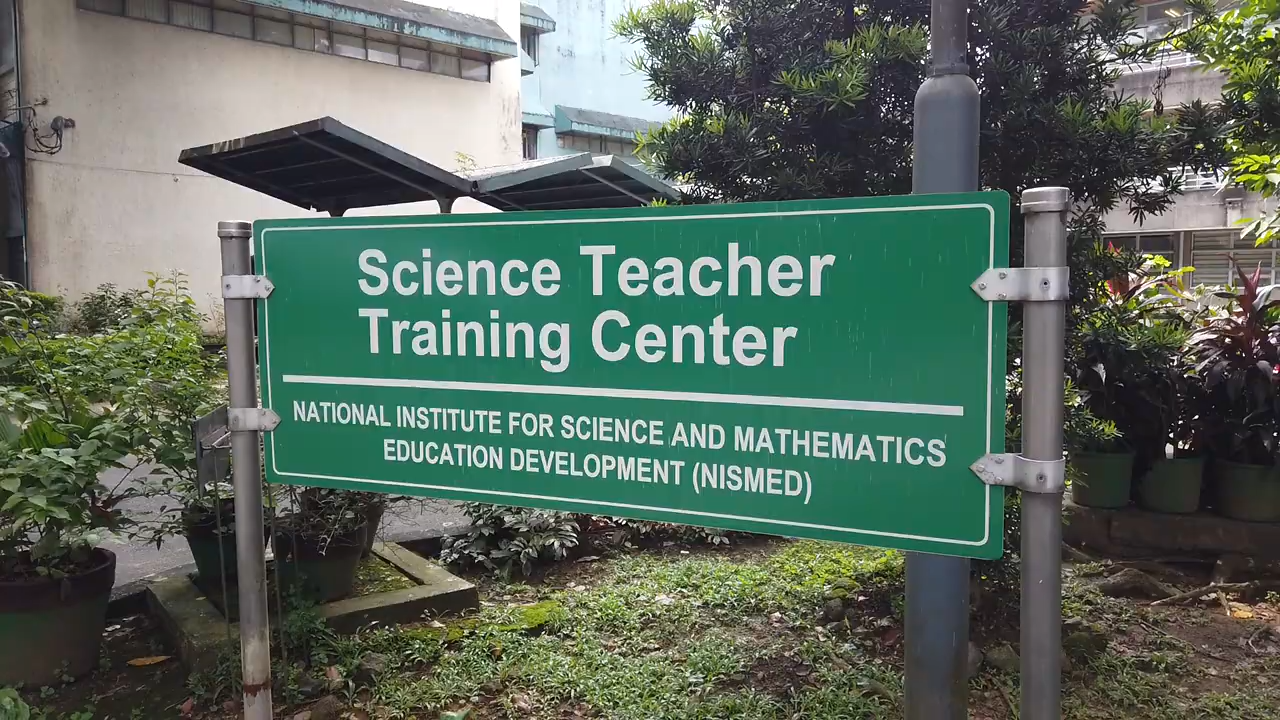 Science Teacher
Training Center
NATIONAL INSTITUTE FOR SCIENCE AND MATHEMATICS
EDUCATION DEVELOPMENT (NISMED)